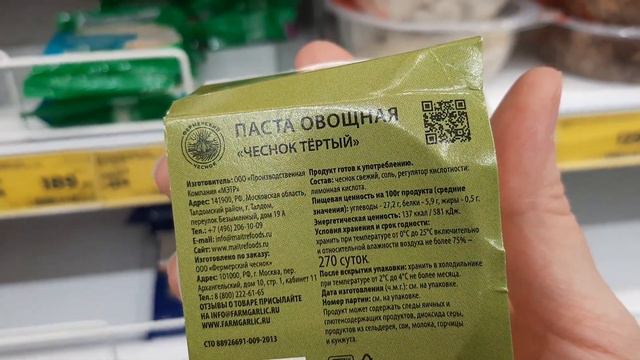 ФЕРМЕРСКИЙ
ЧЕСНОК
ПАСТА ОВОЩНАЯ
«ЧЕСНОК ТЁРТЫЙ»
Изготовитель: ООО «Производственная
Компания «МЭТР»
Адрес: 141900, РФ, Московская область,
Талдомский район, г. Талдом,
переулок Безымянный, дом 19 А
Тел.: +7 (496) 206-10-09
E-mail: info@maitrefoods.ru
Сайт: www.maitrefoods.ru
Изготовлено по заказу:
ООО «Фермерский чеснок»
Адрес: 101000, РФ, г. Москва, пер.
Архангельский, дом 10, стр. 1, кабинет 11
Тел.: 8 (800) 222-61-65
ОТЗЫВЫ О ТОВАРЕ ПРИСЫЛАЙТЕ
НА INFO@FARMGARLIC.RU
WWW.FARMGARLIC.RU
СТО 88926691-009-2013
Продукт готов к употреблению.
Состав: чеснок свежий, соль, регулятор кислотности:
лимонная кислота.
Пищевая ценность на 100г продукта (средние
значения): углеводы - 27,2 г, белки - 5,9 г, жиры - 0,5 г.
Энергетическая ценность: 137 ккал / 581 кДж.
Условия хранения и срок годности:
хранить при температуре от 0°С до 25°С включительно
и относительной влажности воздуха не более 75% –
270 суток
После вскрытия упаковки: хранить в холодильнике
при температуре от 2°С до 4°С не более месяца.
Дата изготовления (ч.м.г): см. на упаковке.
Номер партии: см. на упаковке.
Продукт может содержать следы яичных и
глютенсодержащих продуктов, диоксида серы,
продуктов из сельдерея, сои, молока, горчицы
и кунжута.